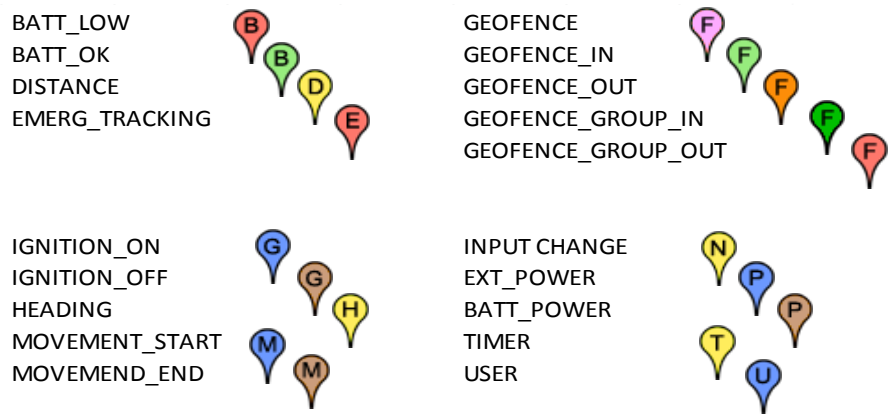 BATT_LOW B
BATT_OK B
DISTANCE D
EMERG_TRACKING E
GEOFENCE F
GEOFENCE_IN F
GEOFENCE_OUT F
GEOFENCE_GROUP_IN F
GEOFENCE_GROUP_OUT F
IGNITION_ON G
IGNITION_OFF G
HEADING H
MOVEMENT_START M
MOVEMEND_END M
INPUT CHANGE N
EXT_POWER P
BATT_POWER P
TIMER T
USER U